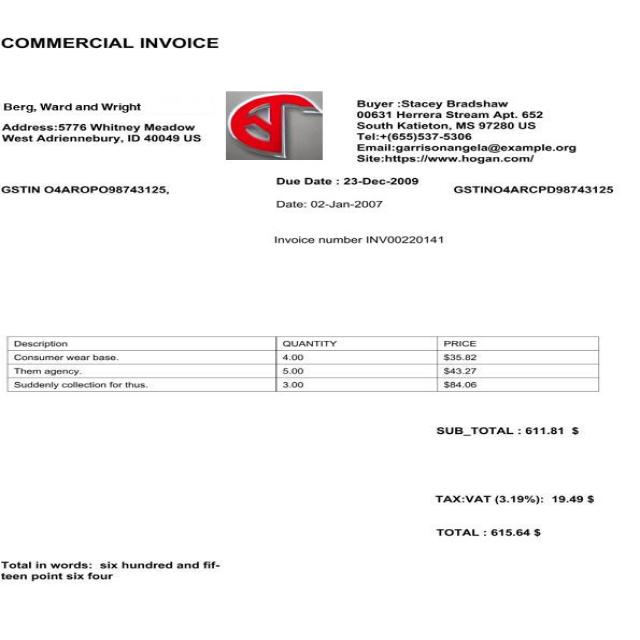 COMMERCIAL INVOICE
Berg, Ward and Wright
Address:5776 Whitney Meadow
West Adriennebury, ID 40049 US
Buyer :Stacey Bradshaw
00631 Herrera Stream Apt. 652
South Katieton, MS 97280 US
Tel:+(655)537-5306
Email:garrisonangela@example.org
Site:https://www.hogan.com/
GSTIN O4AROPO98743125,
Due Date : 23-Dec-2009
GSTINO4ARCPD98743125
Date: 02-Jan-2007
Invoice number INV00220141
Description QUANTITY PRICE
Consumer wear base. 4.00 $35.82
Them agency. 5.00 $43.27
Suddenly collection for thus. 3.00 $84.06
SUB_TOTAL : 611.81 $
TAX:VAT (3.19%): 19.49 $
TOTAL : 615.64 $
Total in words: six hundred and fif-
teen point six four